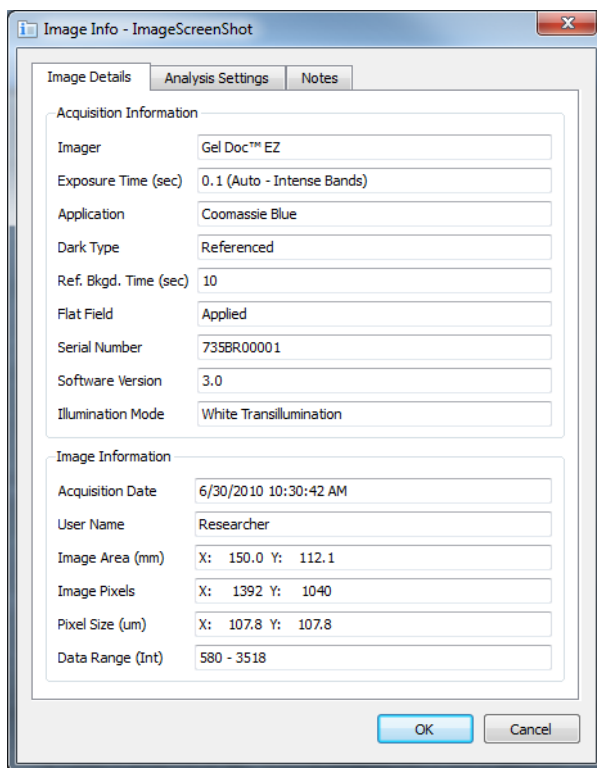 Image Info - ImageScreenShot
Image Details Analysis Settings Notes
Acquisition Information
Imager Gel Doc™ EZ
Exposure Time (sec) 0.1 (Auto - Intense Bands)
Application Coomassie Blue
Dark Type Referenced
Ref. Bkgd. Time (sec) 10
Flat Field Applied
Serial Number 735BR00001
Software Version 3.0
Illumination Mode White Transillumination
Image Information
Acquisition Date 6/30/2010 10:30:42 AM
User Name Researcher
Image Area (mm) X: 150.0 Y: 112.1
Image Pixels X: 1392 Y: 1040
Pixel Size (um) X: 107.8 Y: 107.8
Data Range (Int) 580 - 3518
OK Cancel